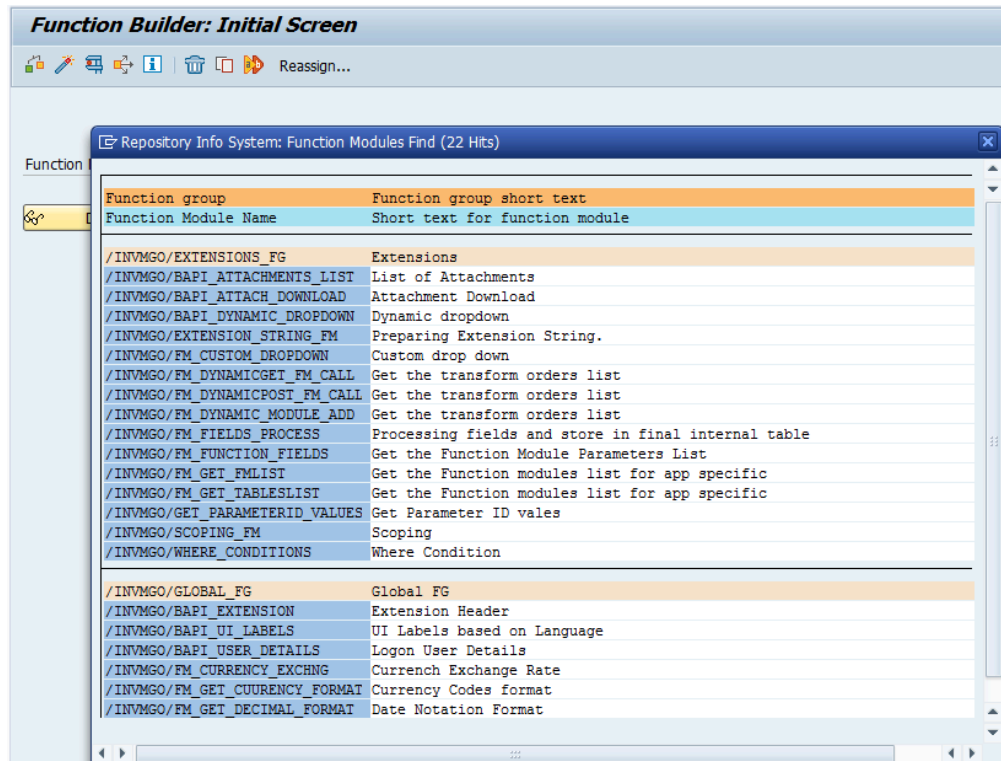 Function Builder: Initial Screen
Reassign...
Repository Info System: Function Modules Find (22 Hits)
Function
Function group Function group short text
Function Module Name Short text for function module
/INVMGO/EXTENSIONS_FG Extensions
/INVMGO/BAPI_ATTACHMENTS_LIST List of Attachments
/INVMGO/BAPI_ATTACH_DOWNLOAD Attachment Download
/INVMGO/BAPI_DYNAMIC_DROPDOWN Dynamic dropdown
/INVMGO/EXTENSION_STRING_FM Preparing Extension String.
/INVMGO/FM_CUSTOM_DROPDOWN Custom drop down
/INVMGO/FM_DYNAMICGET_FM_CALL Get the transform orders list
/INVMGO/FM_DYNAMICPOST_FM_CALL Get the transform orders list
/INVMGO/FM_DYNAMIC_MODULE_ADD Get the transform orders list
/INVMGO/FM_FIELDS_PROCESS Processing fields and store in final internal table
/INVMGO/FM_FUNCTION_FIELDS Get the Function Module Parameters List
/INVMGO/FM_GET_FMLIST Get the Function modules list for app specific
/INVMGO/FM_GET_TABLESLIST Get the Function modules list for app specific
/INVMGO/GET_PARAMETERID_VALUES Get Parameter ID vales
/INVMGO/SCOPING_FM Scoping
/INVMGO/WHERE_CONDITIONS Where Condition
/INVMGO/GLOBAL_FG Global FG
/INVMGO/BAPI_EXTENSION Extension Header
/INVMGO/BAPI_UI_LABELS UI Labels based on Language
/INVMGO/BAPI_USER_DETAILS Logon User Details
/INVMGO/FM_CURRENCY_EXCHNG Currench Exchange Rate
/INVMGO/FM_GET_CUURENCY_FORMAT Currency Codes format
/INVMGO/FM_GET_DECIMAL_FORMAT Date Notation Format